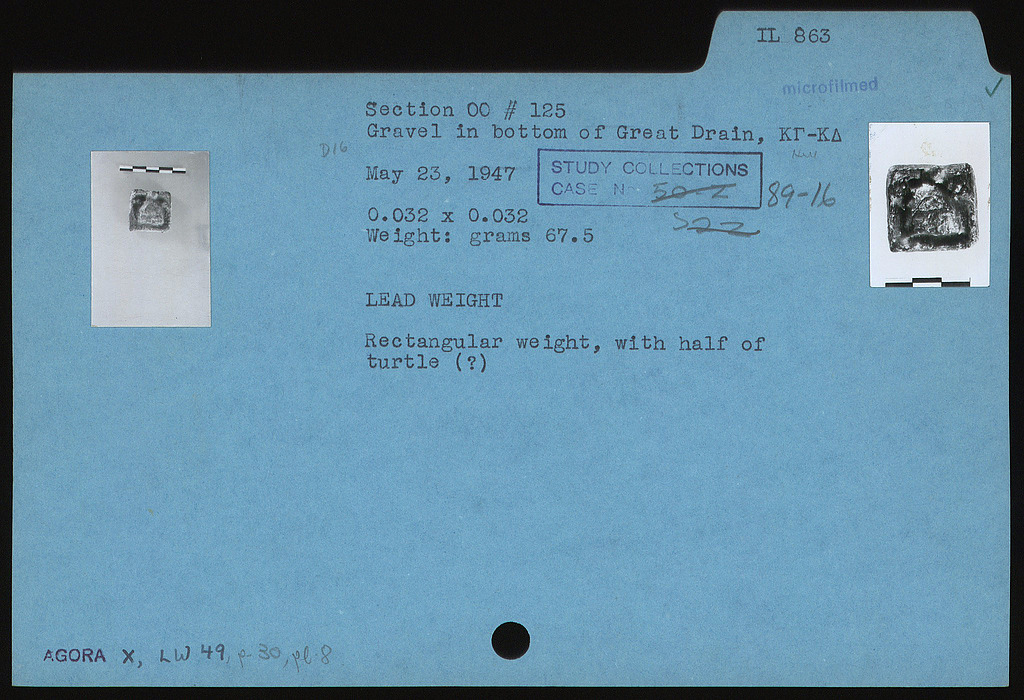 IL 863
microfilmed
Section OO # 125
Gravel in bottom of Great Drain, ΚΓ-ΚΔ
D16
May 23, 1947
STUDY COLLECTIONS
CASE N
522
89-16
0.032 x 0.032
Weight: grams 67.5
LEAD WEIGHT
Rectangular weight, with half of
turtle (?)
AGORA X, LW 49, p. 30, pl. 8